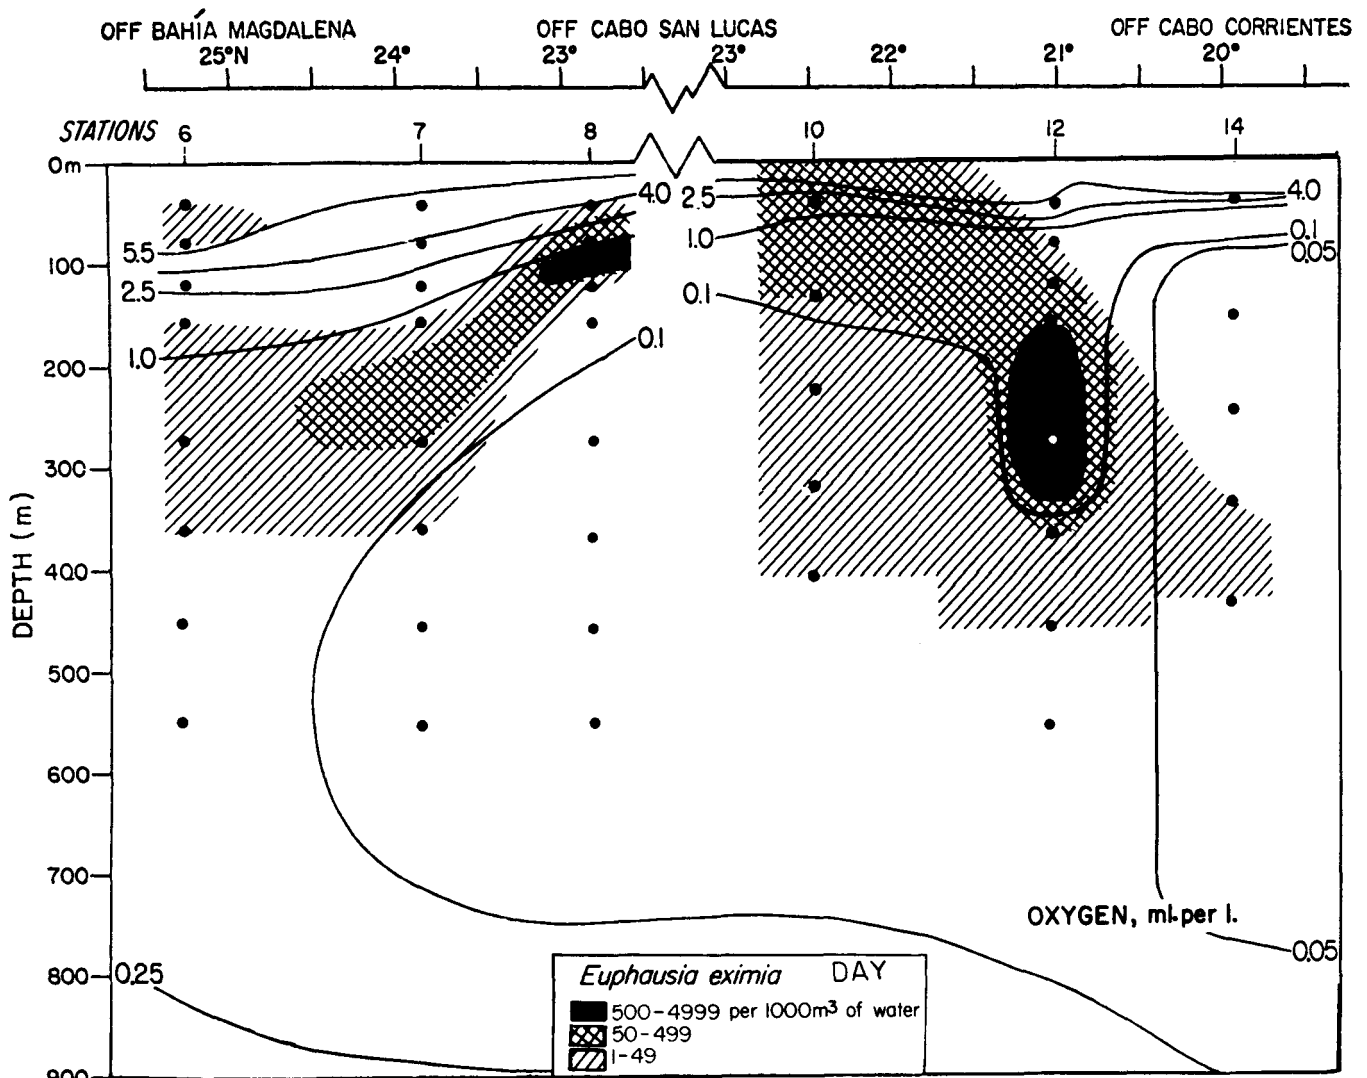 OFF BAHÍA MAGDALENA OFF CABO SAN LUCAS OFF CABO CORRIENTES
25°N 24° 23° 23° 22° 21° 20°
STATIONS 6 7 8 10 12 14
0m
4.0 2.5 4.0
1.0 0.1
5.5 0.05
100
2.5 0.1
1.0 0.1
200
300
400
DEPTH (m)
500
600
700
OXYGEN, ml. per l.
0.05
800 0.25
Euphausia eximia DAY
500-4999 per 1000m³ of water
50-499
1-49
900